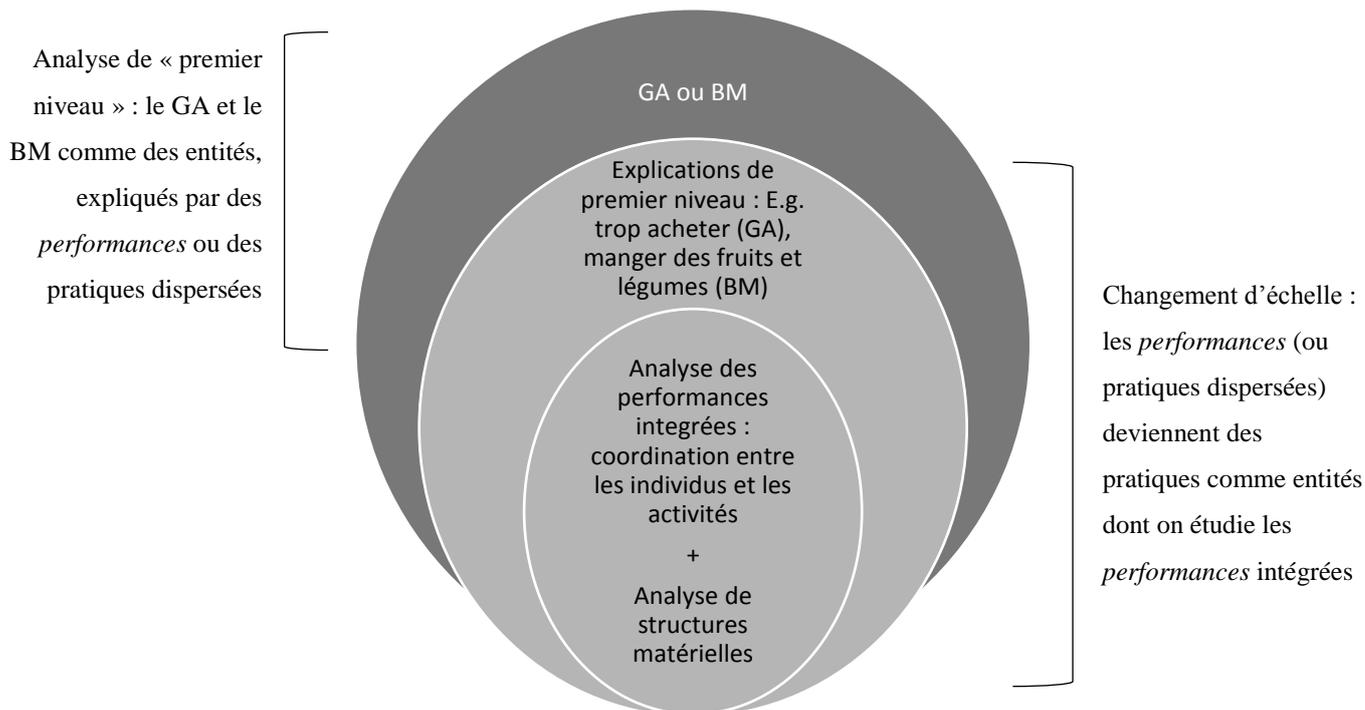 Analyse de « premier
niveau » : le GA et le
BM comme des entités,
expliqués par des
performances ou des
pratiques dispersées
GA ou BM
Explications de
premier niveau : E.g.
trop acheter (GA),
manger des fruits et
légumes (BM)
Analyse des
performances
integrées :
coordination entre
les individus et les
activités
+
Analyse de
structures
matérielles
Changement d’échelle :
les performances (ou
pratiques dispersées)
deviennent des
pratiques comme entités
dont on étudie les
performances intégrées